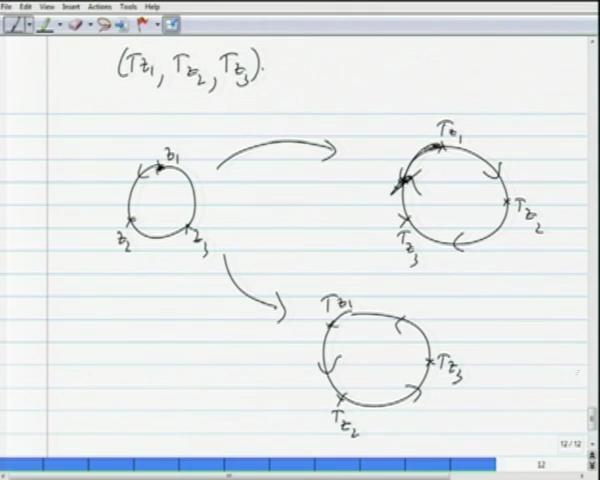 File Edit View Insert Actions Tools Help
(Tz₁, Tz₂, Tz₃).
z₁
z₂
z₃
Tz₁
Tz₂
Tz₃
Tz₁
Tz₃
Tz₂
12/12
12